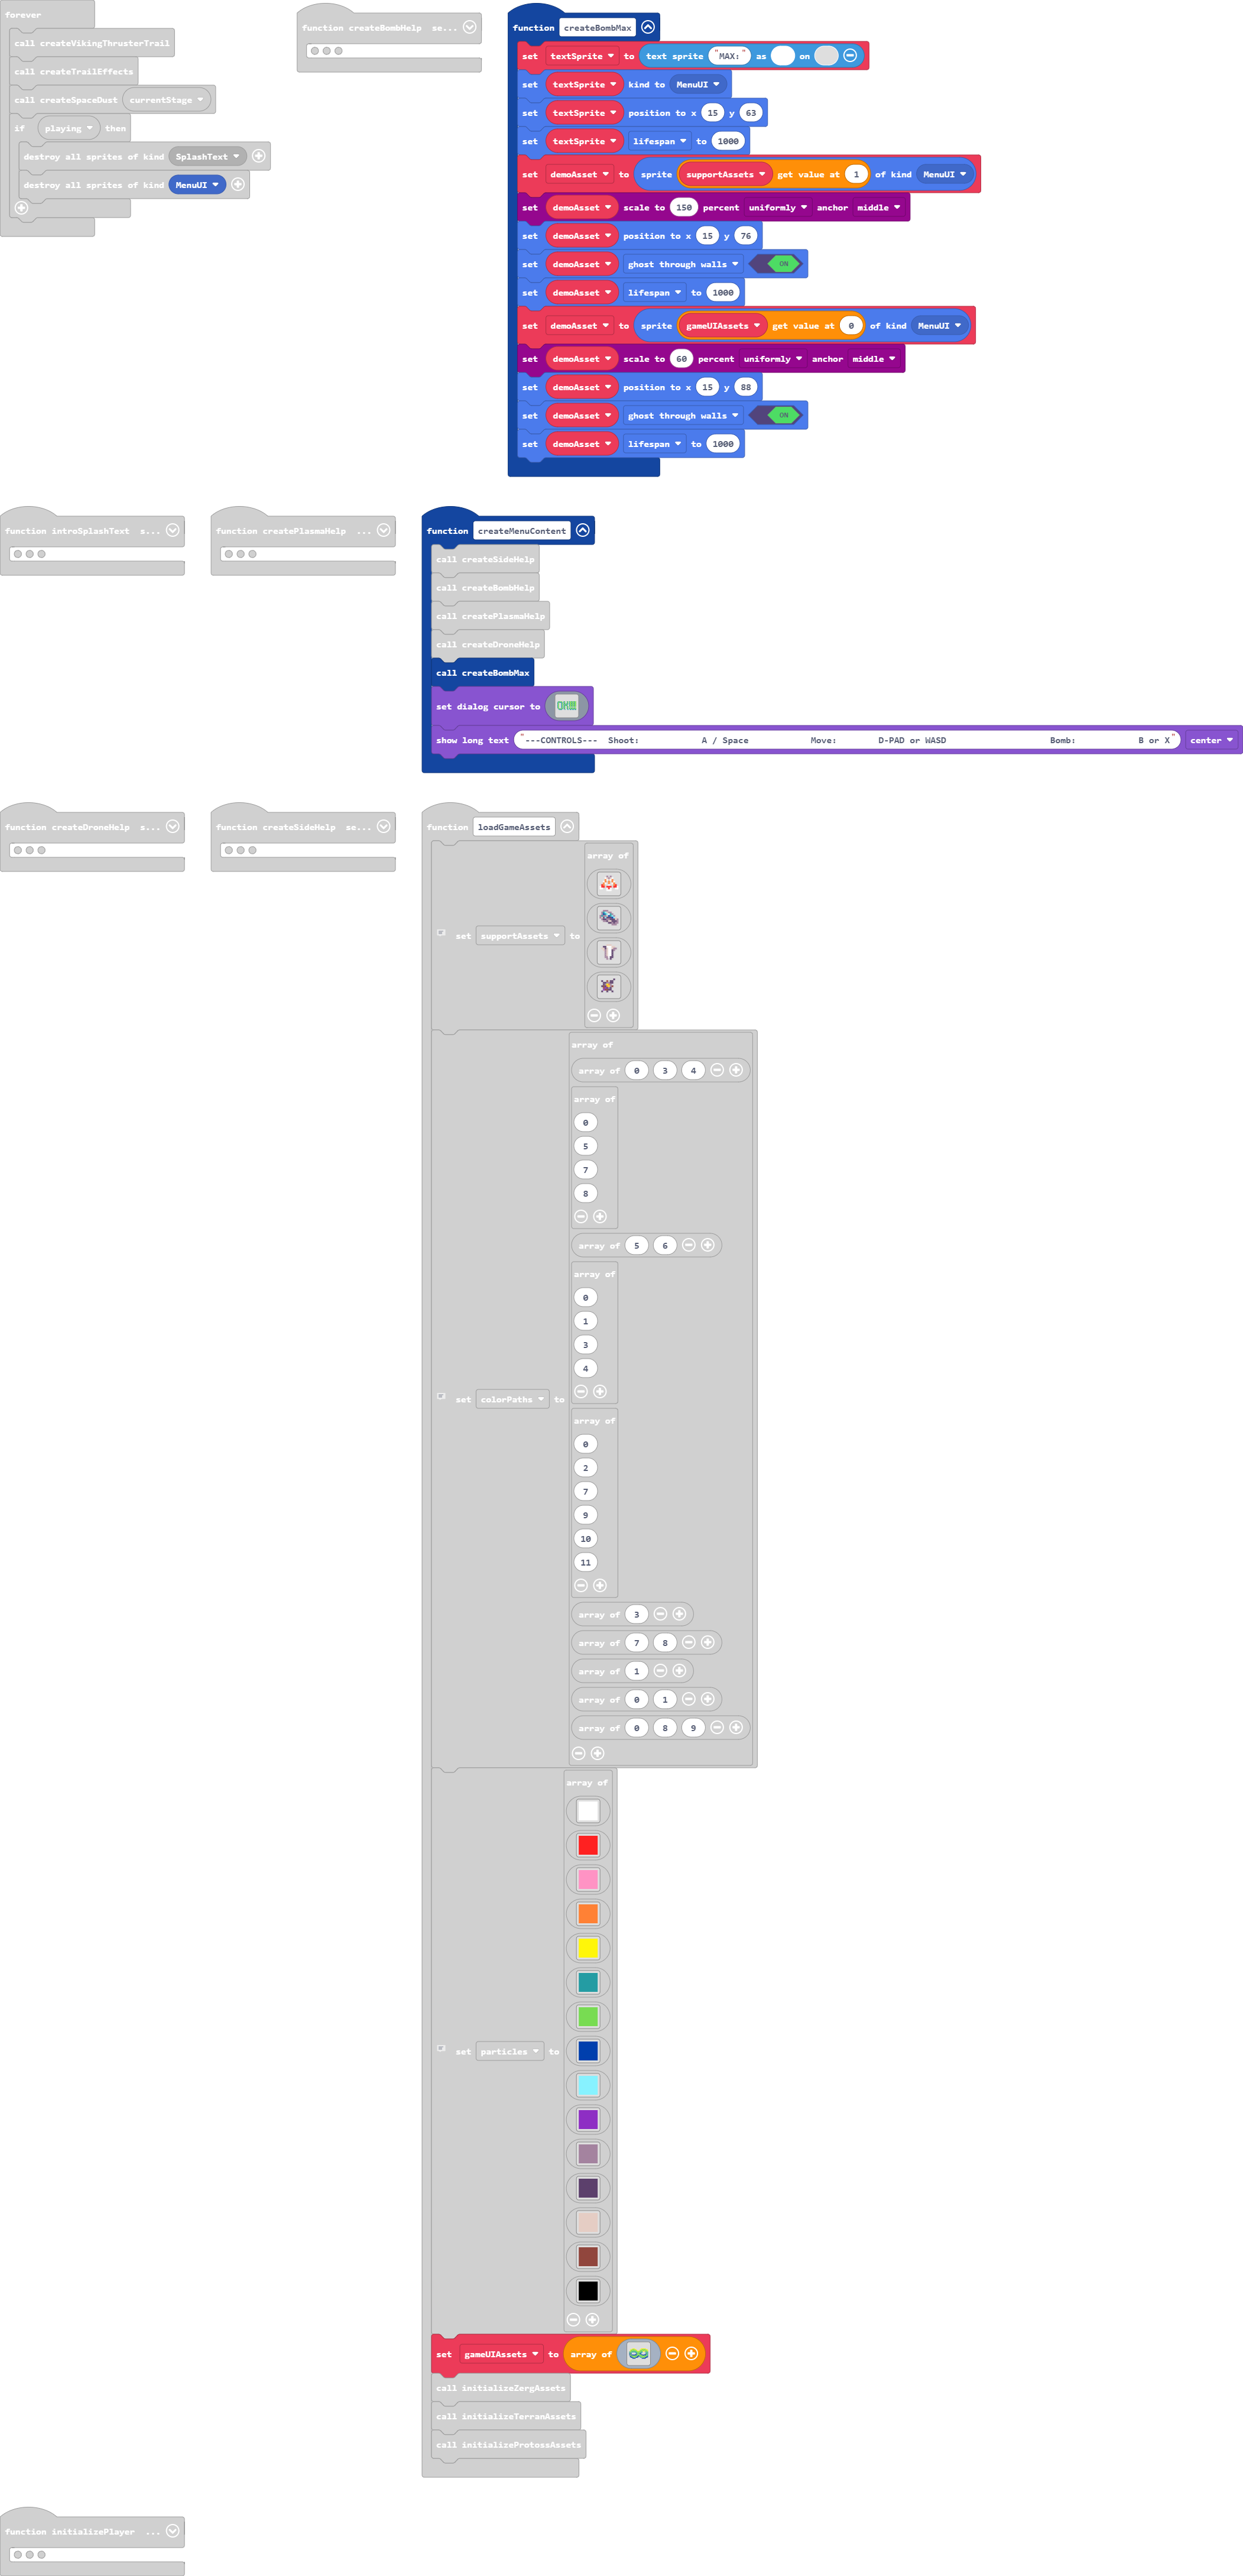 forever
call createVikingThrusterTrail
call createTrailEffects
call createSpaceDust currentStage
if playing then
destroy all sprites of kind SplashText
destroy all sprites of kind MenuUI
function createBombHelp se...
function createBombMax
set textSprite to text sprite "MAX:" as on
set textSprite kind to MenuUI
set textSprite position to x 15 y 63
set textSprite lifespan to 1000
set demoAsset to sprite supportAssets get value at 1 of kind MenuUI
set demoAsset scale to 150 percent uniformly anchor middle
set demoAsset position to x 15 y 76
set demoAsset ghost through walls ON
set demoAsset lifespan to 1000
set demoAsset to sprite gameUIAssets get value at 0 of kind MenuUI
set demoAsset scale to 60 percent uniformly anchor middle
set demoAsset position to x 15 y 88
set demoAsset ghost through walls ON
set demoAsset lifespan to 1000
function introSplashText s...
function createPlasmaHelp ...
function createMenuContent
call createSideHelp
call createBombHelp
call createPlasmaHelp
call createDroneHelp
call createBombMax
set dialog cursor to
show long text "---CONTROLS--- Shoot: A / Space Move: D-PAD or WASD Bomb: B or X" center
function createDroneHelp s...
function createSideHelp se...
function loadGameAssets
set supportAssets to array of
set colorPaths to array of
array of 0 3 4
array of
0
5
7
8
array of 5 6
array of
0
1
3
4
array of
0
2
7
9
10
11
array of 3
array of 7 8
array of 1
array of 0 1
array of 0 8 9
set particles to array of
set gameUIAssets to array of
call initializeZergAssets
call initializeTerranAssets
call initializeProtossAssets
function initializePlayer ...